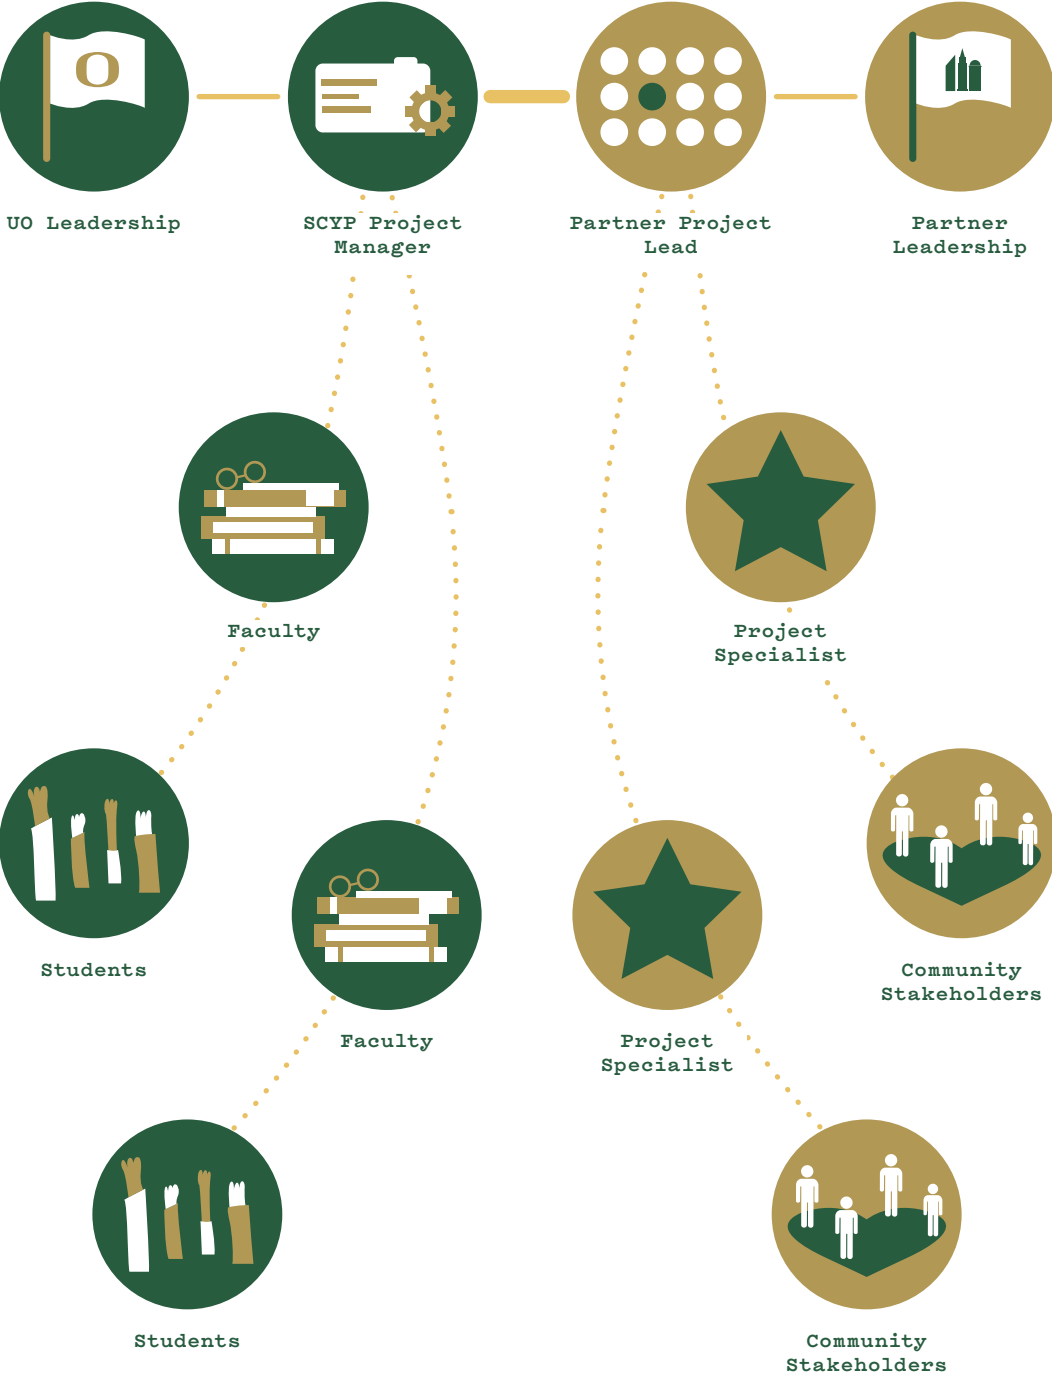 O
UO Leadership
SCYP Project
Manager
Partner Project
Lead
Partner
Leadership
Faculty
Project
Specialist
Students
Community
Stakeholders
Faculty
Project
Specialist
Students
Community
Stakeholders